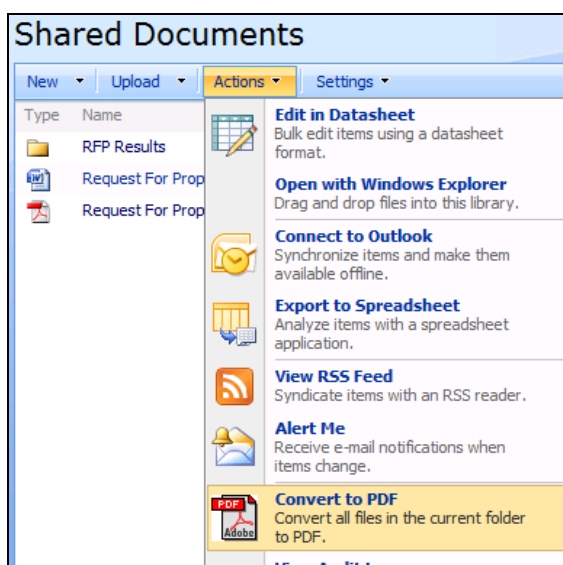 Shared Documents
New Upload Actions Settings
Type Name
RFP Results
Request For Prop
Request For Prop
Edit in Datasheet
Bulk edit items using a datasheet
format.
Open with Windows Explorer
Drag and drop files into this library.
Connect to Outlook
Synchronize items and make them
available offline.
Export to Spreadsheet
Analyze items with a spreadsheet
application.
View RSS Feed
Syndicate items with an RSS reader.
Alert Me
Receive e-mail notifications when
items change.
PDF
Adobe
Convert to PDF
Convert all files in the current folder
to PDF.